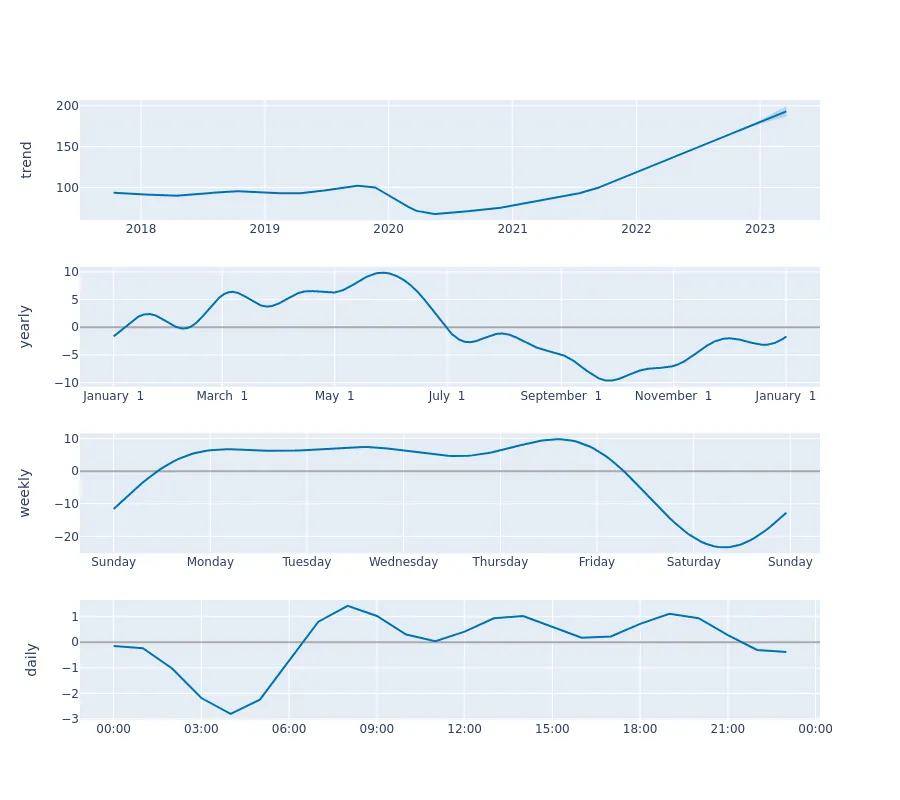 trend
200
150
100
2018 2019 2020 2021 2022 2023
yearly
10
5
0
−5
−10
January 1 March 1 May 1 July 1 September 1 November 1 January 1
weekly
10
0
−10
−20
Sunday Monday Tuesday Wednesday Thursday Friday Saturday Sunday
daily
1
0
−1
−2
−3
00:00 03:00 06:00 09:00 12:00 15:00 18:00 21:00 00:00